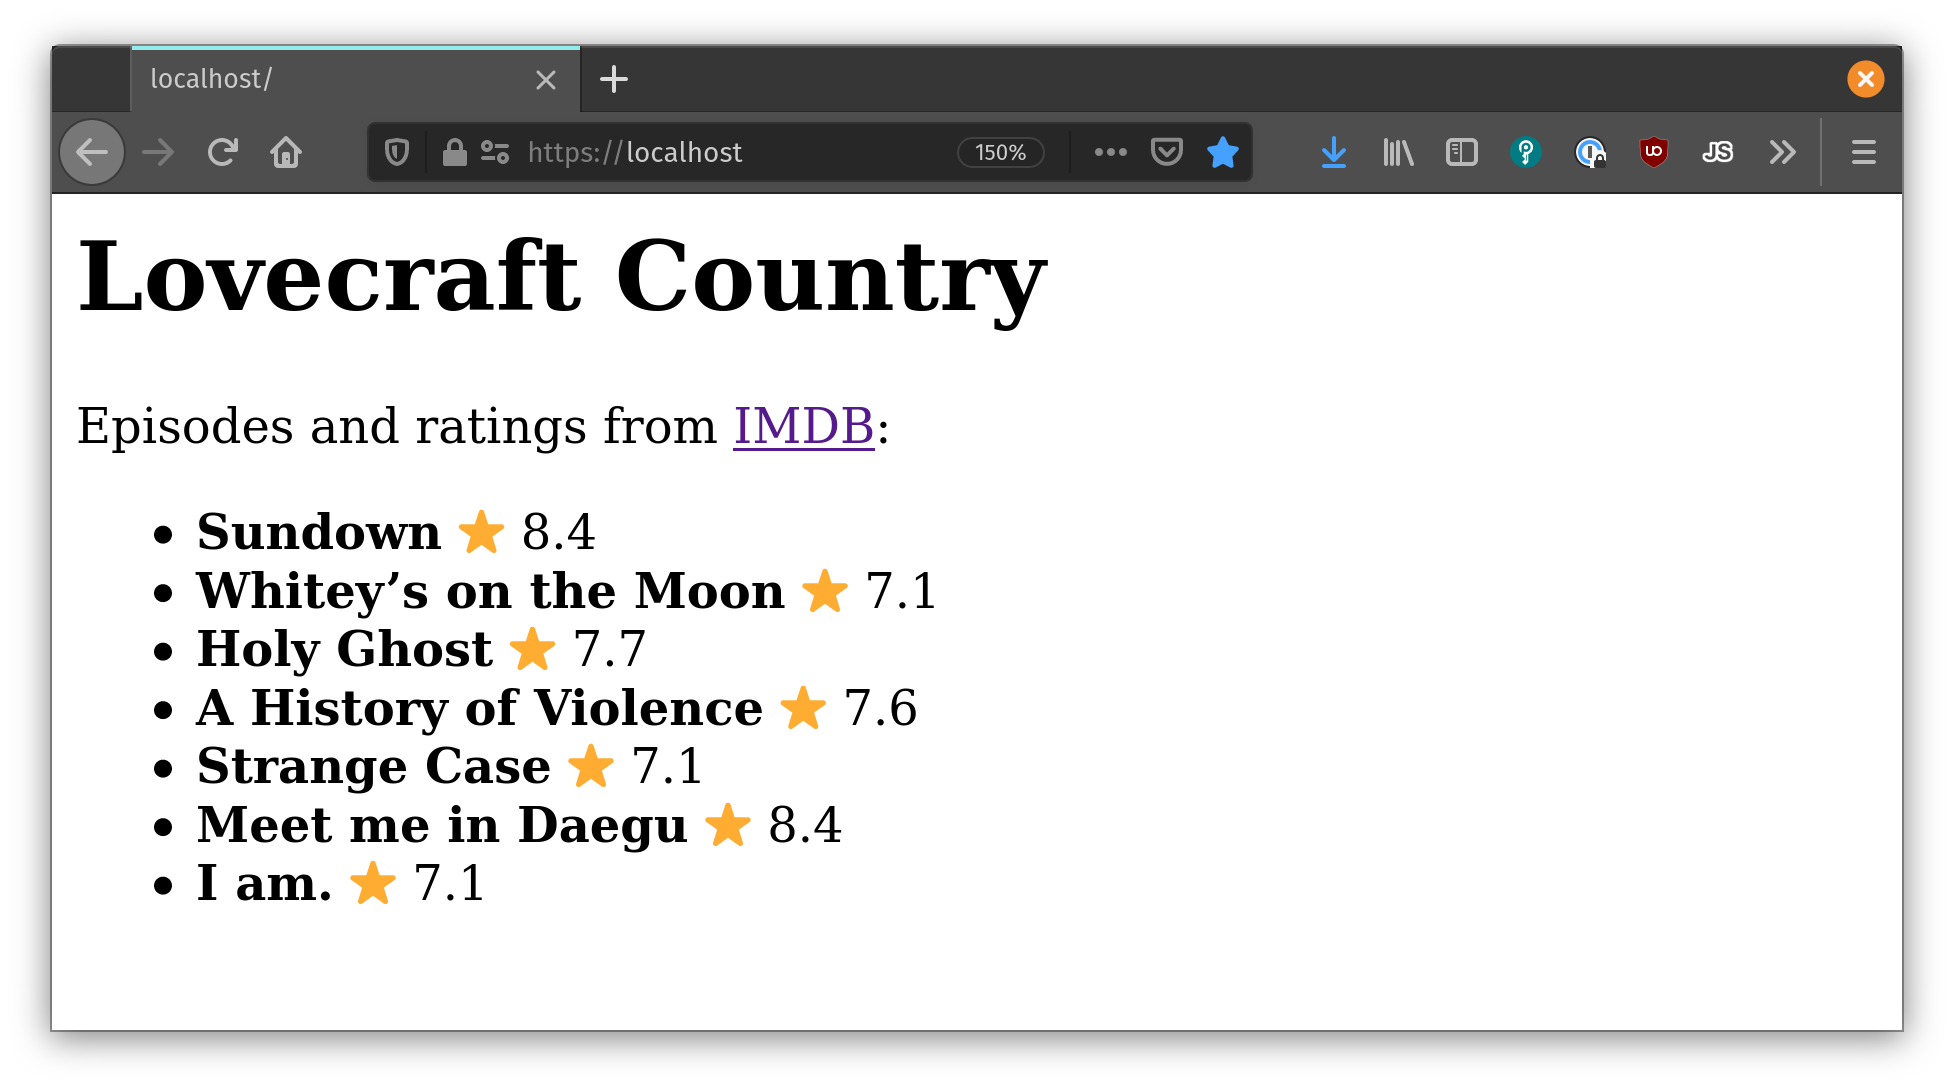 localhost/
https://localhost
150%
UO
JS
Lovecraft Country
Episodes and ratings from IMDB:
• Sundown ⭐ 8.4
• Whitey’s on the Moon ⭐ 7.1
• Holy Ghost ⭐ 7.7
• A History of Violence ⭐ 7.6
• Strange Case ⭐ 7.1
• Meet me in Daegu ⭐ 8.4
• I am. ⭐ 7.1